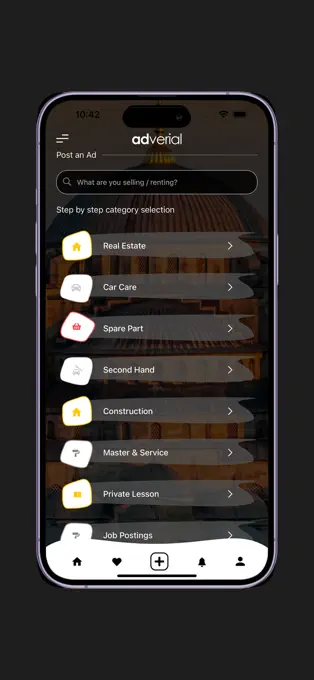 10:42
adverial
Post an Ad
What are you selling / renting?
Step by step category selection
Real Estate
Car Care
Spare Part
Second Hand
Construction
Master & Service
Private Lesson
Job Postings